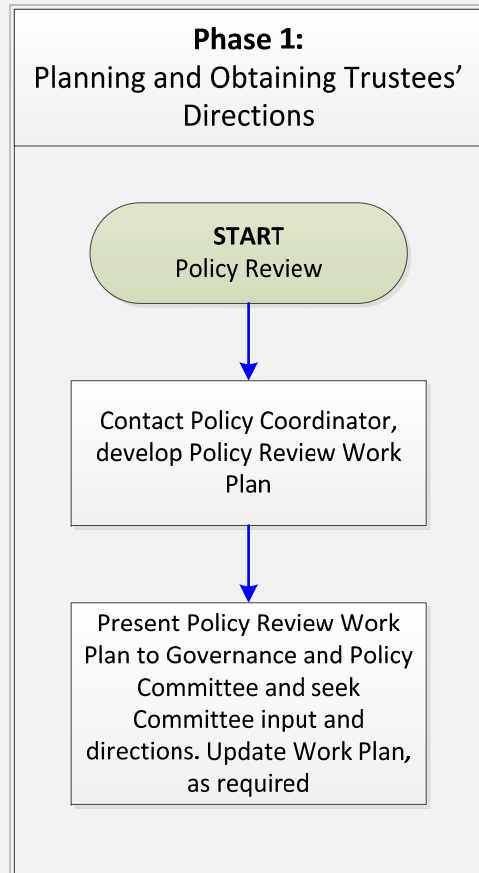 Phase 1:
Planning and Obtaining Trustees’
Directions
START
Policy Review
Contact Policy Coordinator,
develop Policy Review Work
Plan
Present Policy Review Work
Plan to Governance and Policy
Committee and seek
Committee input and
directions. Update Work Plan,
as required